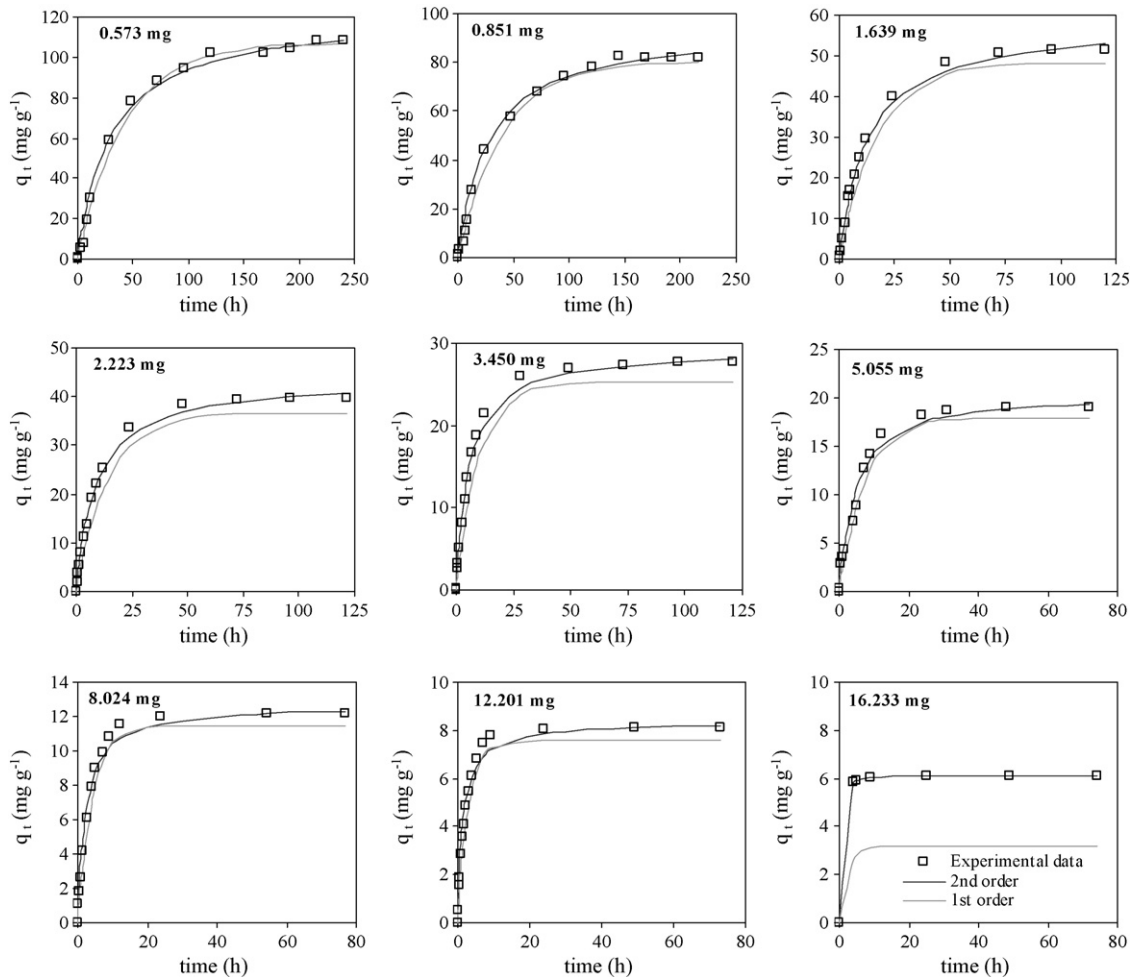 0.573 mg
120
100
80
60
40
20
0
q t (mg g-1)
0 50 100 150 200 250
time (h)
0.851 mg
100
80
60
40
20
0
q t (mg g-1)
0 50 100 150 200 250
time (h)
1.639 mg
60
50
40
30
20
10
0
q t (mg g-1)
0 25 50 75 100 125
time (h)
2.223 mg
50
40
30
20
10
0
q t (mg g-1)
0 25 50 75 100 125
time (h)
3.450 mg
30
20
10
0
q t (mg g-1)
0 25 50 75 100 125
time (h)
5.055 mg
25
20
15
10
5
0
q t (mg g-1)
0 20 40 60 80
time (h)
8.024 mg
14
12
10
8
6
4
2
0
q t (mg g-1)
0 20 40 60 80
time (h)
12.201 mg
10
8
6
4
2
0
q t (mg g-1)
0 20 40 60 80
time (h)
16.233 mg
10
8
6
4
2
0
q t (mg g-1)
Experimental data
2nd order
1st order
0 20 40 60 80
time (h)